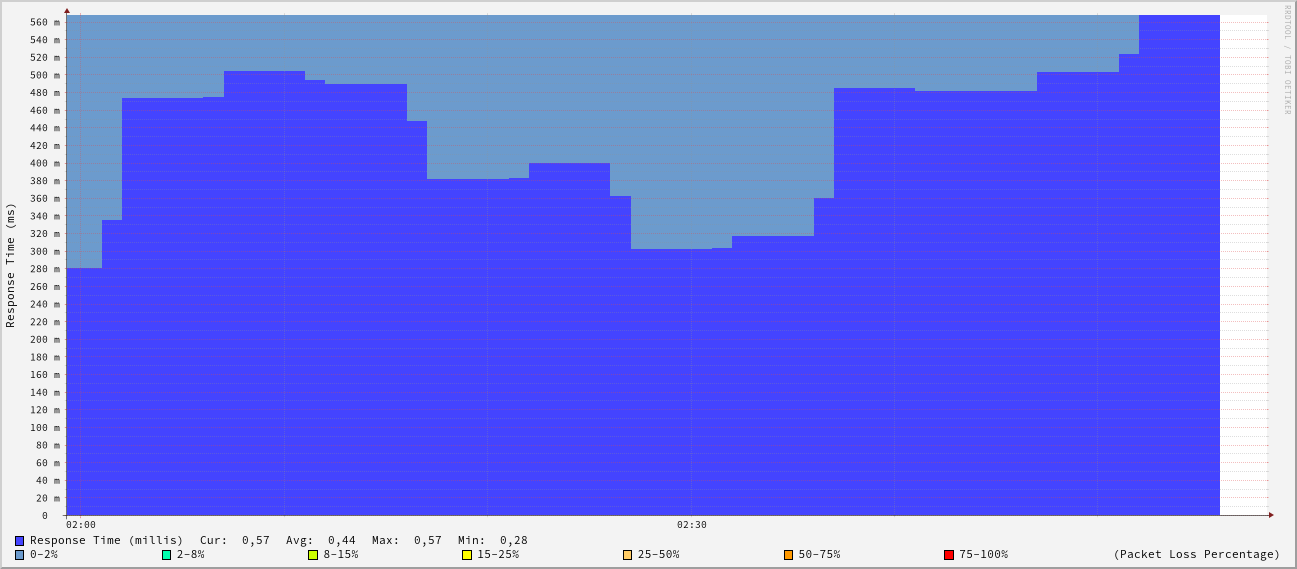 RRDTOOL / TOBI OETIKER
Response Time (ms)
560 m
540 m
520 m
500 m
480 m
460 m
440 m
420 m
400 m
380 m
360 m
340 m
320 m
300 m
280 m
260 m
240 m
220 m
200 m
180 m
160 m
140 m
120 m
100 m
80 m
60 m
40 m
20 m
0
02:00 02:30
Response Time (millis) Cur: 0,57 Avg: 0,44 Max: 0,57 Min: 0,28
0-2% 2-8% 8-15% 15-25% 25-50% 50-75% 75-100% (Packet Loss Percentage)